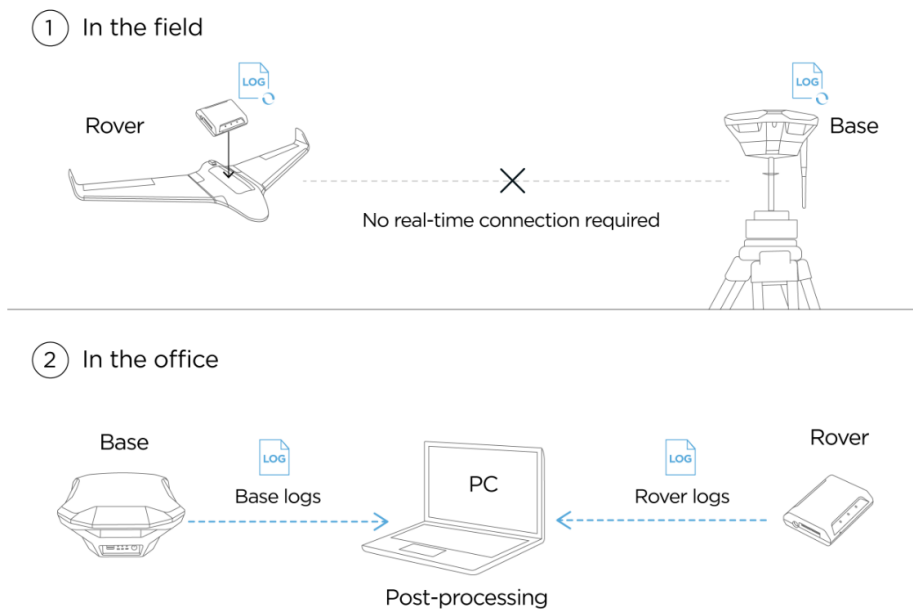 1 In the field
LOG
LOG
Rover
Base
No real-time connection required
2 In the office
Base
Rover
LOG
LOG
PC
Base logs
Rover logs
Post-processing